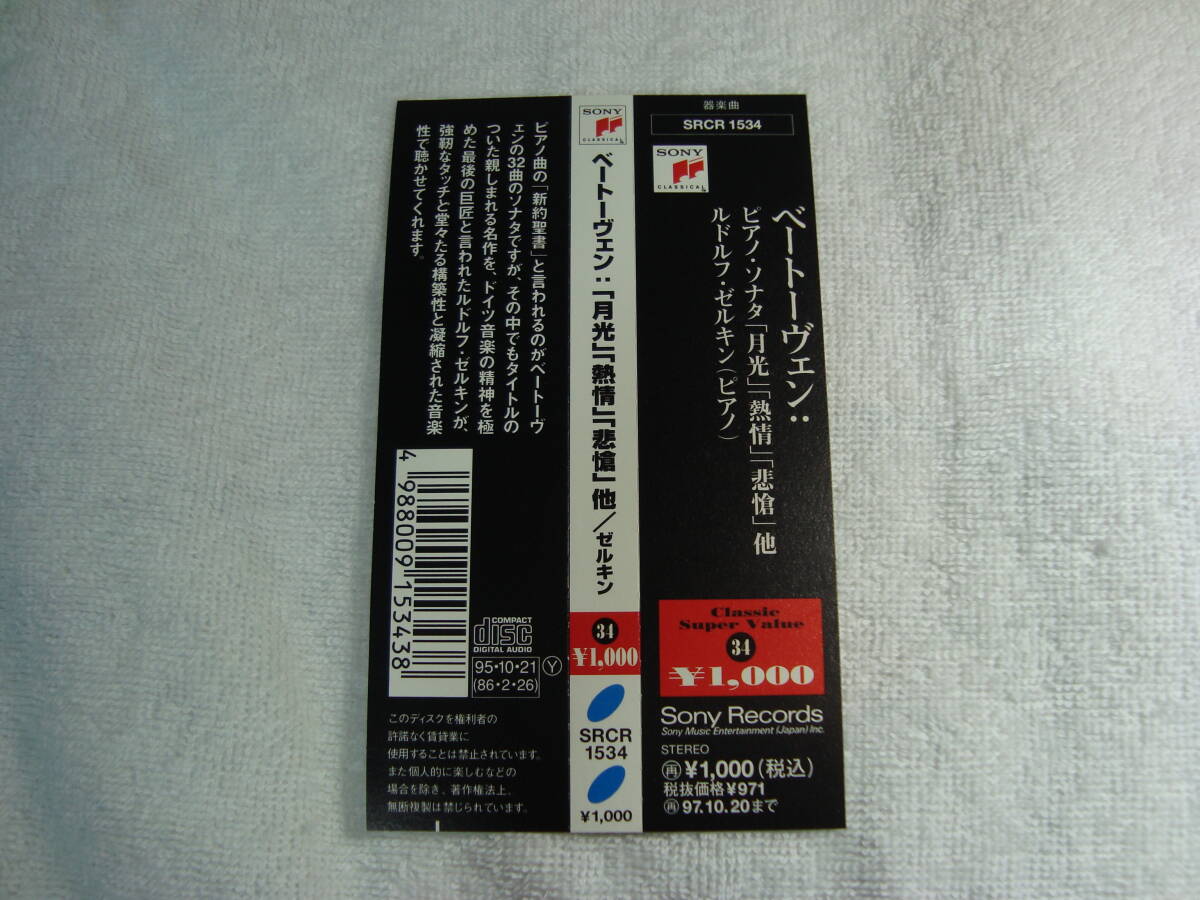 器楽曲
SRCR 1534
SONY
CLASSICAL
ベートーヴェン:
ピアノ・ソナタ「月光」「熱情」「悲愴」他
ルドルフ・ゼルキン(ピアノ)
Classic
Super Value
34
¥1,000
Sony Records
Sony Music Entertainment (Japan) Inc.
STEREO
再¥1,000(税込)
税抜価格¥971
再97.10.20まで
SONY
CLASSICAL
ベートーヴェン:「月光」「熱情」「悲愴」他/ゼルキン
34
¥1,000
SRCR
1534
¥1,000
ピアノ曲の「新約聖書」と言われるのがベートーヴ
ェンの32曲のソナタですが、その中でもタイトルの
ついた親しまれる名作を、ドイツ音楽の精神を極
めた最後の巨匠と言われたルドルフ・ゼルキンが、
強靭なタッチと堂々たる構築性と凝縮された音楽
性で聴かせてくれます。
4 988009 153438
COMPACT
disc
DIGITAL AUDIO
95・10・21 Y
(86・2・26)
このディスクを権利者の
許諾なく賃貸業に
使用することは禁止されています。
また個人的に楽しむなどの
場合を除き、著作権法上、
無断複製は禁じられています。